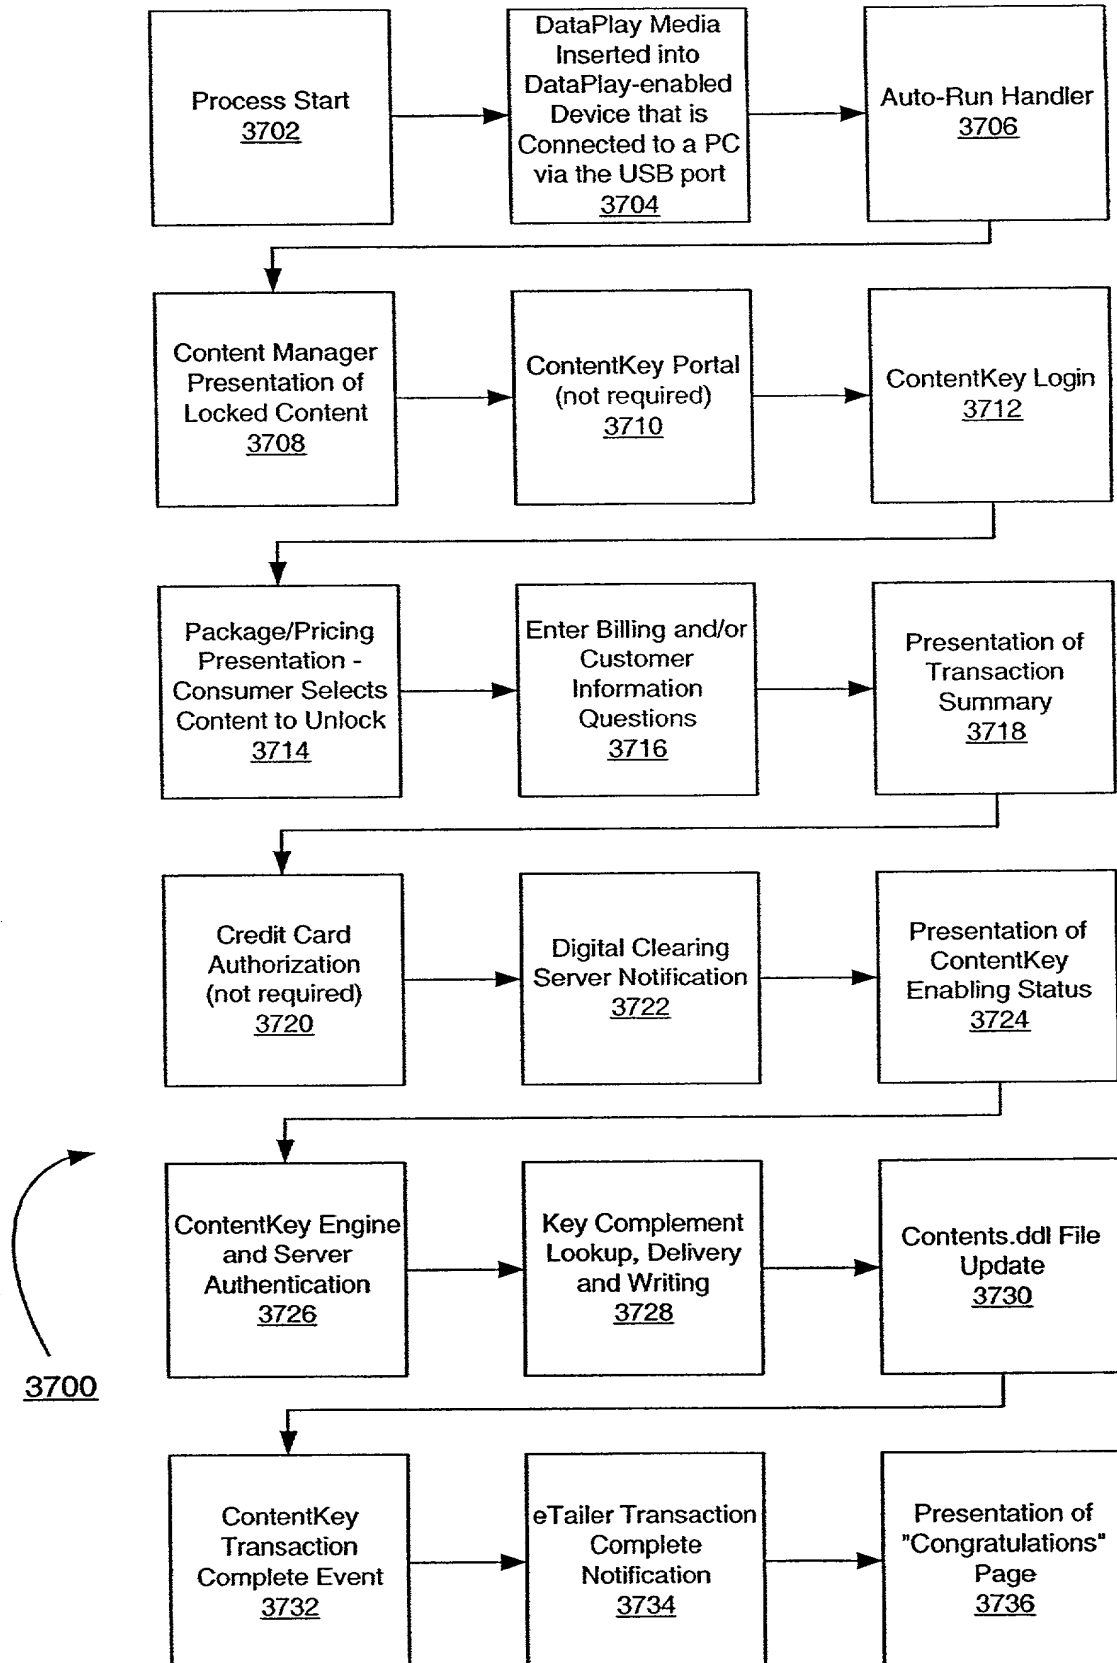 Process Start
3702
DataPlay Media
Inserted into
DataPlay-enabled
Device that is
Connected to a PC
via the USB port
3704
Auto-Run Handler
3706
Content Manager
Presentation of
Locked Content
3708
ContentKey Portal
(not required)
3710
ContentKey Login
3712
Package/Pricing
Presentation -
Consumer Selects
Content to Unlock
3714
Enter Billing and/or
Customer
Information
Questions
3716
Presentation of
Transaction
Summary
3718
Credit Card
Authorization
(not required)
3720
Digital Clearing
Server Notification
3722
Presentation of
ContentKey
Enabling Status
3724
ContentKey Engine
and Server
Authentication
3726
Key Complement
Lookup, Delivery
and Writing
3728
Contents.ddl File
Update
3730
3700
ContentKey
Transaction
Complete Event
3732
eTailer Transaction
Complete
Notification
3734
Presentation of
"Congratulations"
Page
3736